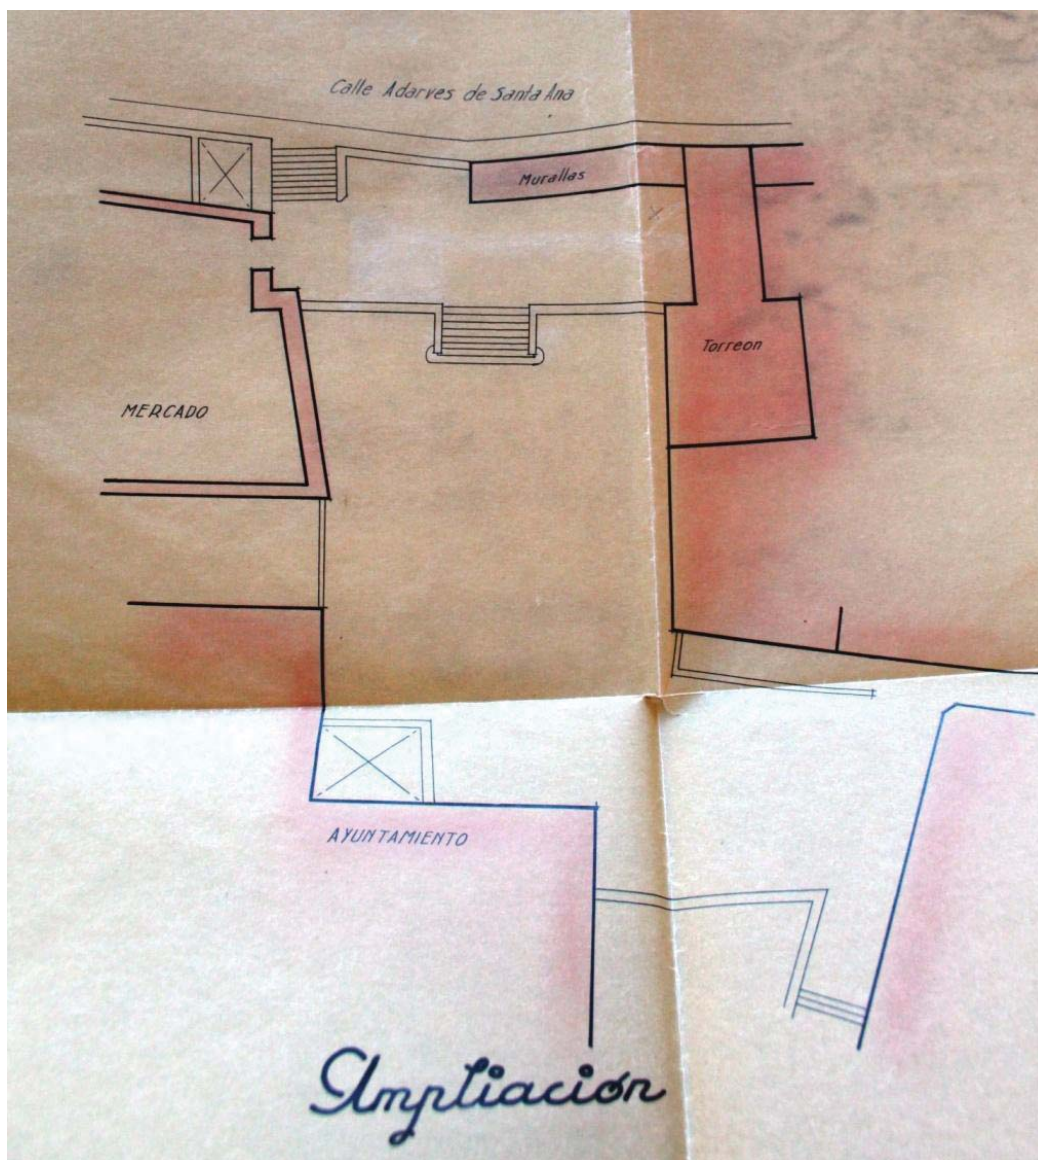 Calle Adarves de Santa Ana
Murallas
Torreon
MERCADO
AYUNTAMIENTO
Ampliación